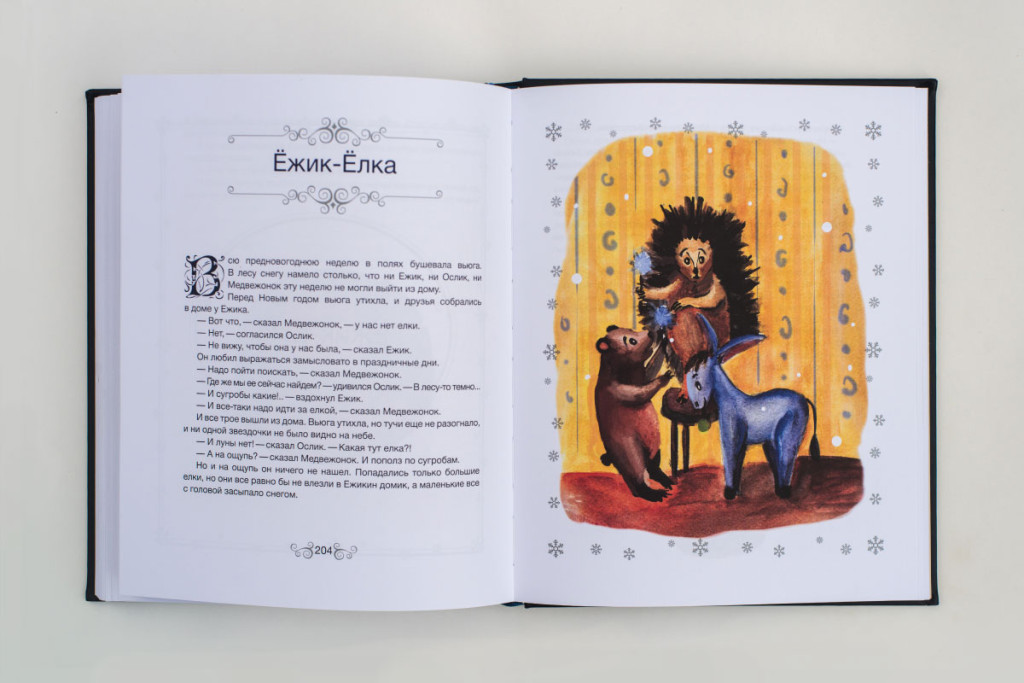 Ёжик-Ёлка
Всю предновогоднюю неделю в полях бушевала вьюга.
В лесу снегу намело столько, что ни Ежик, ни Ослик, ни
Медвежонок эту неделю не могли выйти из дому.
Перед Новым годом вьюга утихла, и друзья собрались
в доме у Ежика.
— Вот что, — сказал Медвежонок, — у нас нет елки.
— Нет, — согласился Ослик.
— Не вижу, чтобы она у нас была, — сказал Ежик.
Он любил выражаться замысловато в праздничные дни.
— Надо пойти поискать, — сказал Медвежонок.
— Где же мы ее сейчас найдем? — удивился Ослик. — В лесу-то темно...
— И сугробы какие!.. — вздохнул Ежик.
— И все-таки надо идти за елкой, — сказал Медвежонок.
И все трое вышли из дома. Вьюга утихла, но тучи еще не разогнало,
и ни одной звездочки не было видно на небе.
— И луны нет! — сказал Ослик. — Какая тут елка?!
— А на ощупь? — сказал Медвежонок. И пополз по сугробам.
Но и на ощупь он ничего не нашел. Попадались только большие
елки, но они все равно бы не влезли в Ежикин домик, а маленькие все
с головой засыпало снегом.
204